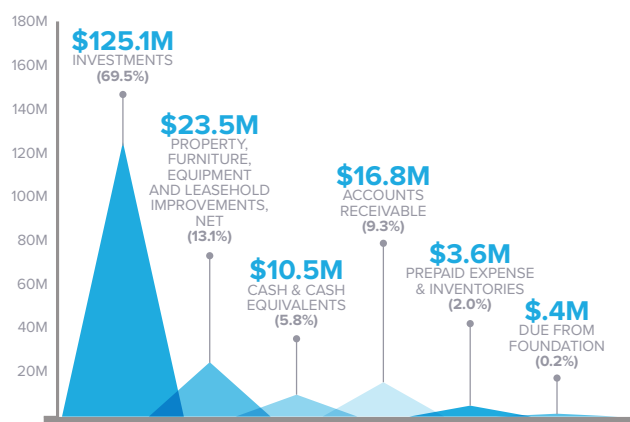 180M
160M
140M
120M
100M
80M
60M
40M
20M
$125.1M
INVESTMENTS
(69.5%)
$23.5M
PROPERTY,
FURNITURE,
EQUIPMENT
AND LEASEHOLD
IMPROVEMENTS,
NET
(13.1%)
$10.5M
CASH & CASH
EQUIVALENTS
(5.8%)
$16.8M
ACCOUNTS
RECEIVABLE
(9.3%)
$3.6M
PREPAID EXPENSE
& INVENTORIES
(2.0%)
$.4M
DUE FROM
FOUNDATION
(0.2%)